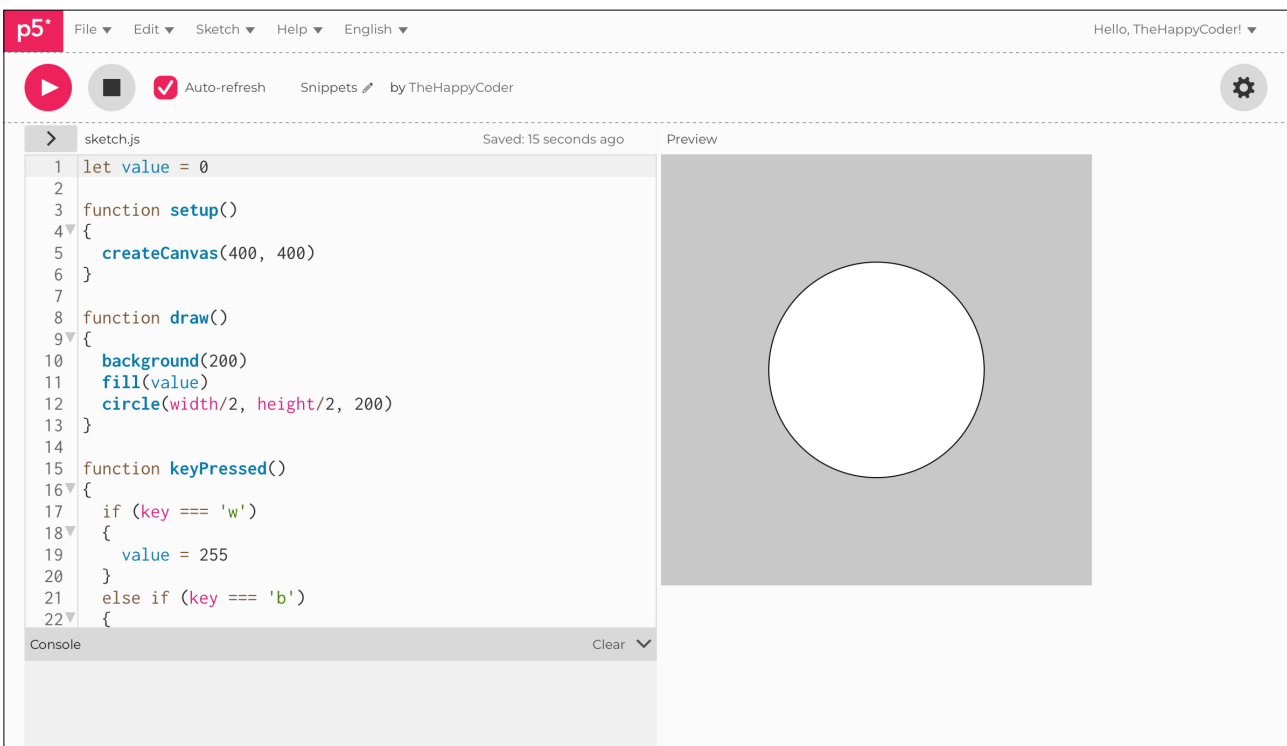 p5*
File Edit Sketch Help English Hello, TheHappyCoder!
Auto-refresh Snippets by TheHappyCoder
sketch.js Saved: 15 seconds ago Preview
1 let value = 0
2
3 function setup()
4 {
5   createCanvas(400, 400)
6 }
7
8 function draw()
9 {
10   background(200)
11   fill(value)
12   circle(width/2, height/2, 200)
13 }
14
15 function keyPressed()
16 {
17   if (key === 'w')
18   {
19     value = 255
20   }
21   else if (key === 'b')
22   {
Console Clear